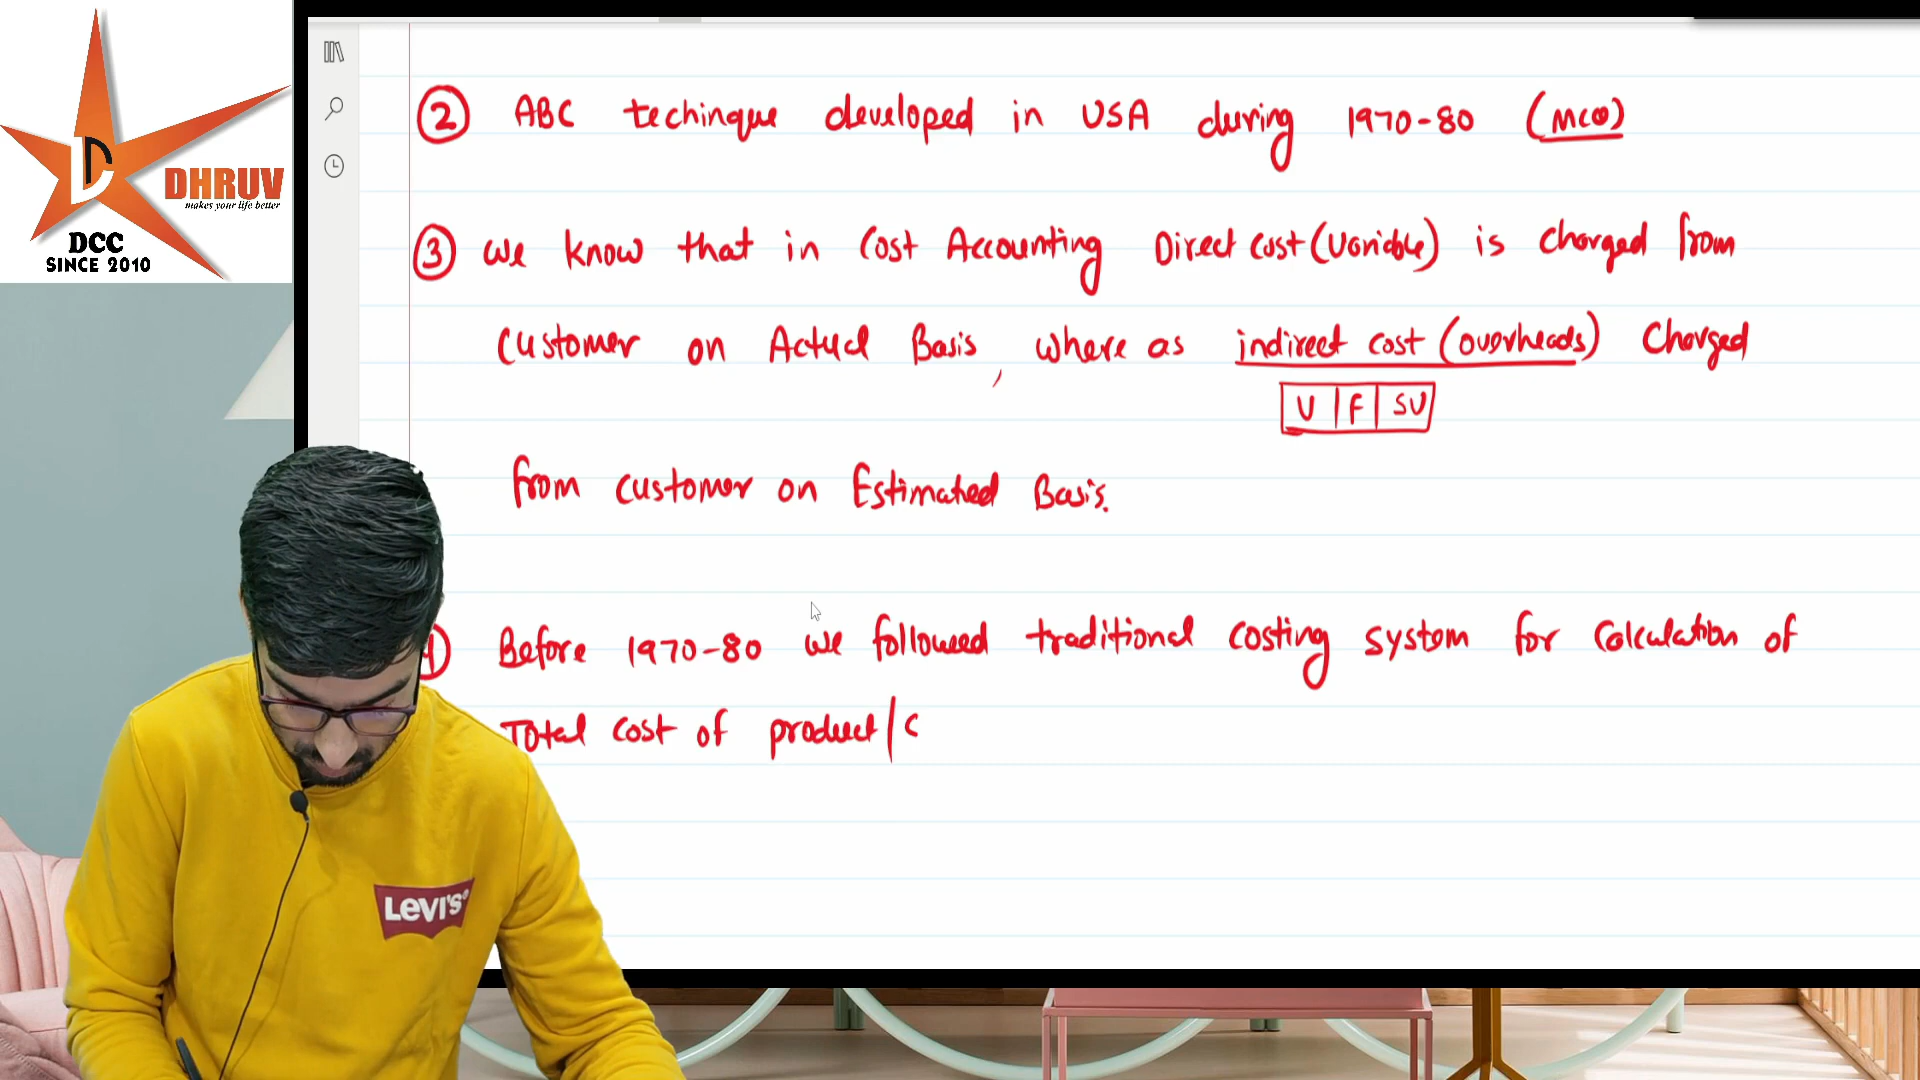 DHRUV
makes your life better
DCC
SINCE 2010
② ABC techinque developed in USA during 1970-80 (MCQ)
③ We know that in Cost Accounting Direct Cost (Variable) is charged from
Customer on Actual Basis, where as indirect cost (overheads) Charged
V | F | SV
from customer on Estimated Basis.
④ Before 1970-80 we followed traditional costing system for Calculation of
Total cost of product/c
LEVI'S